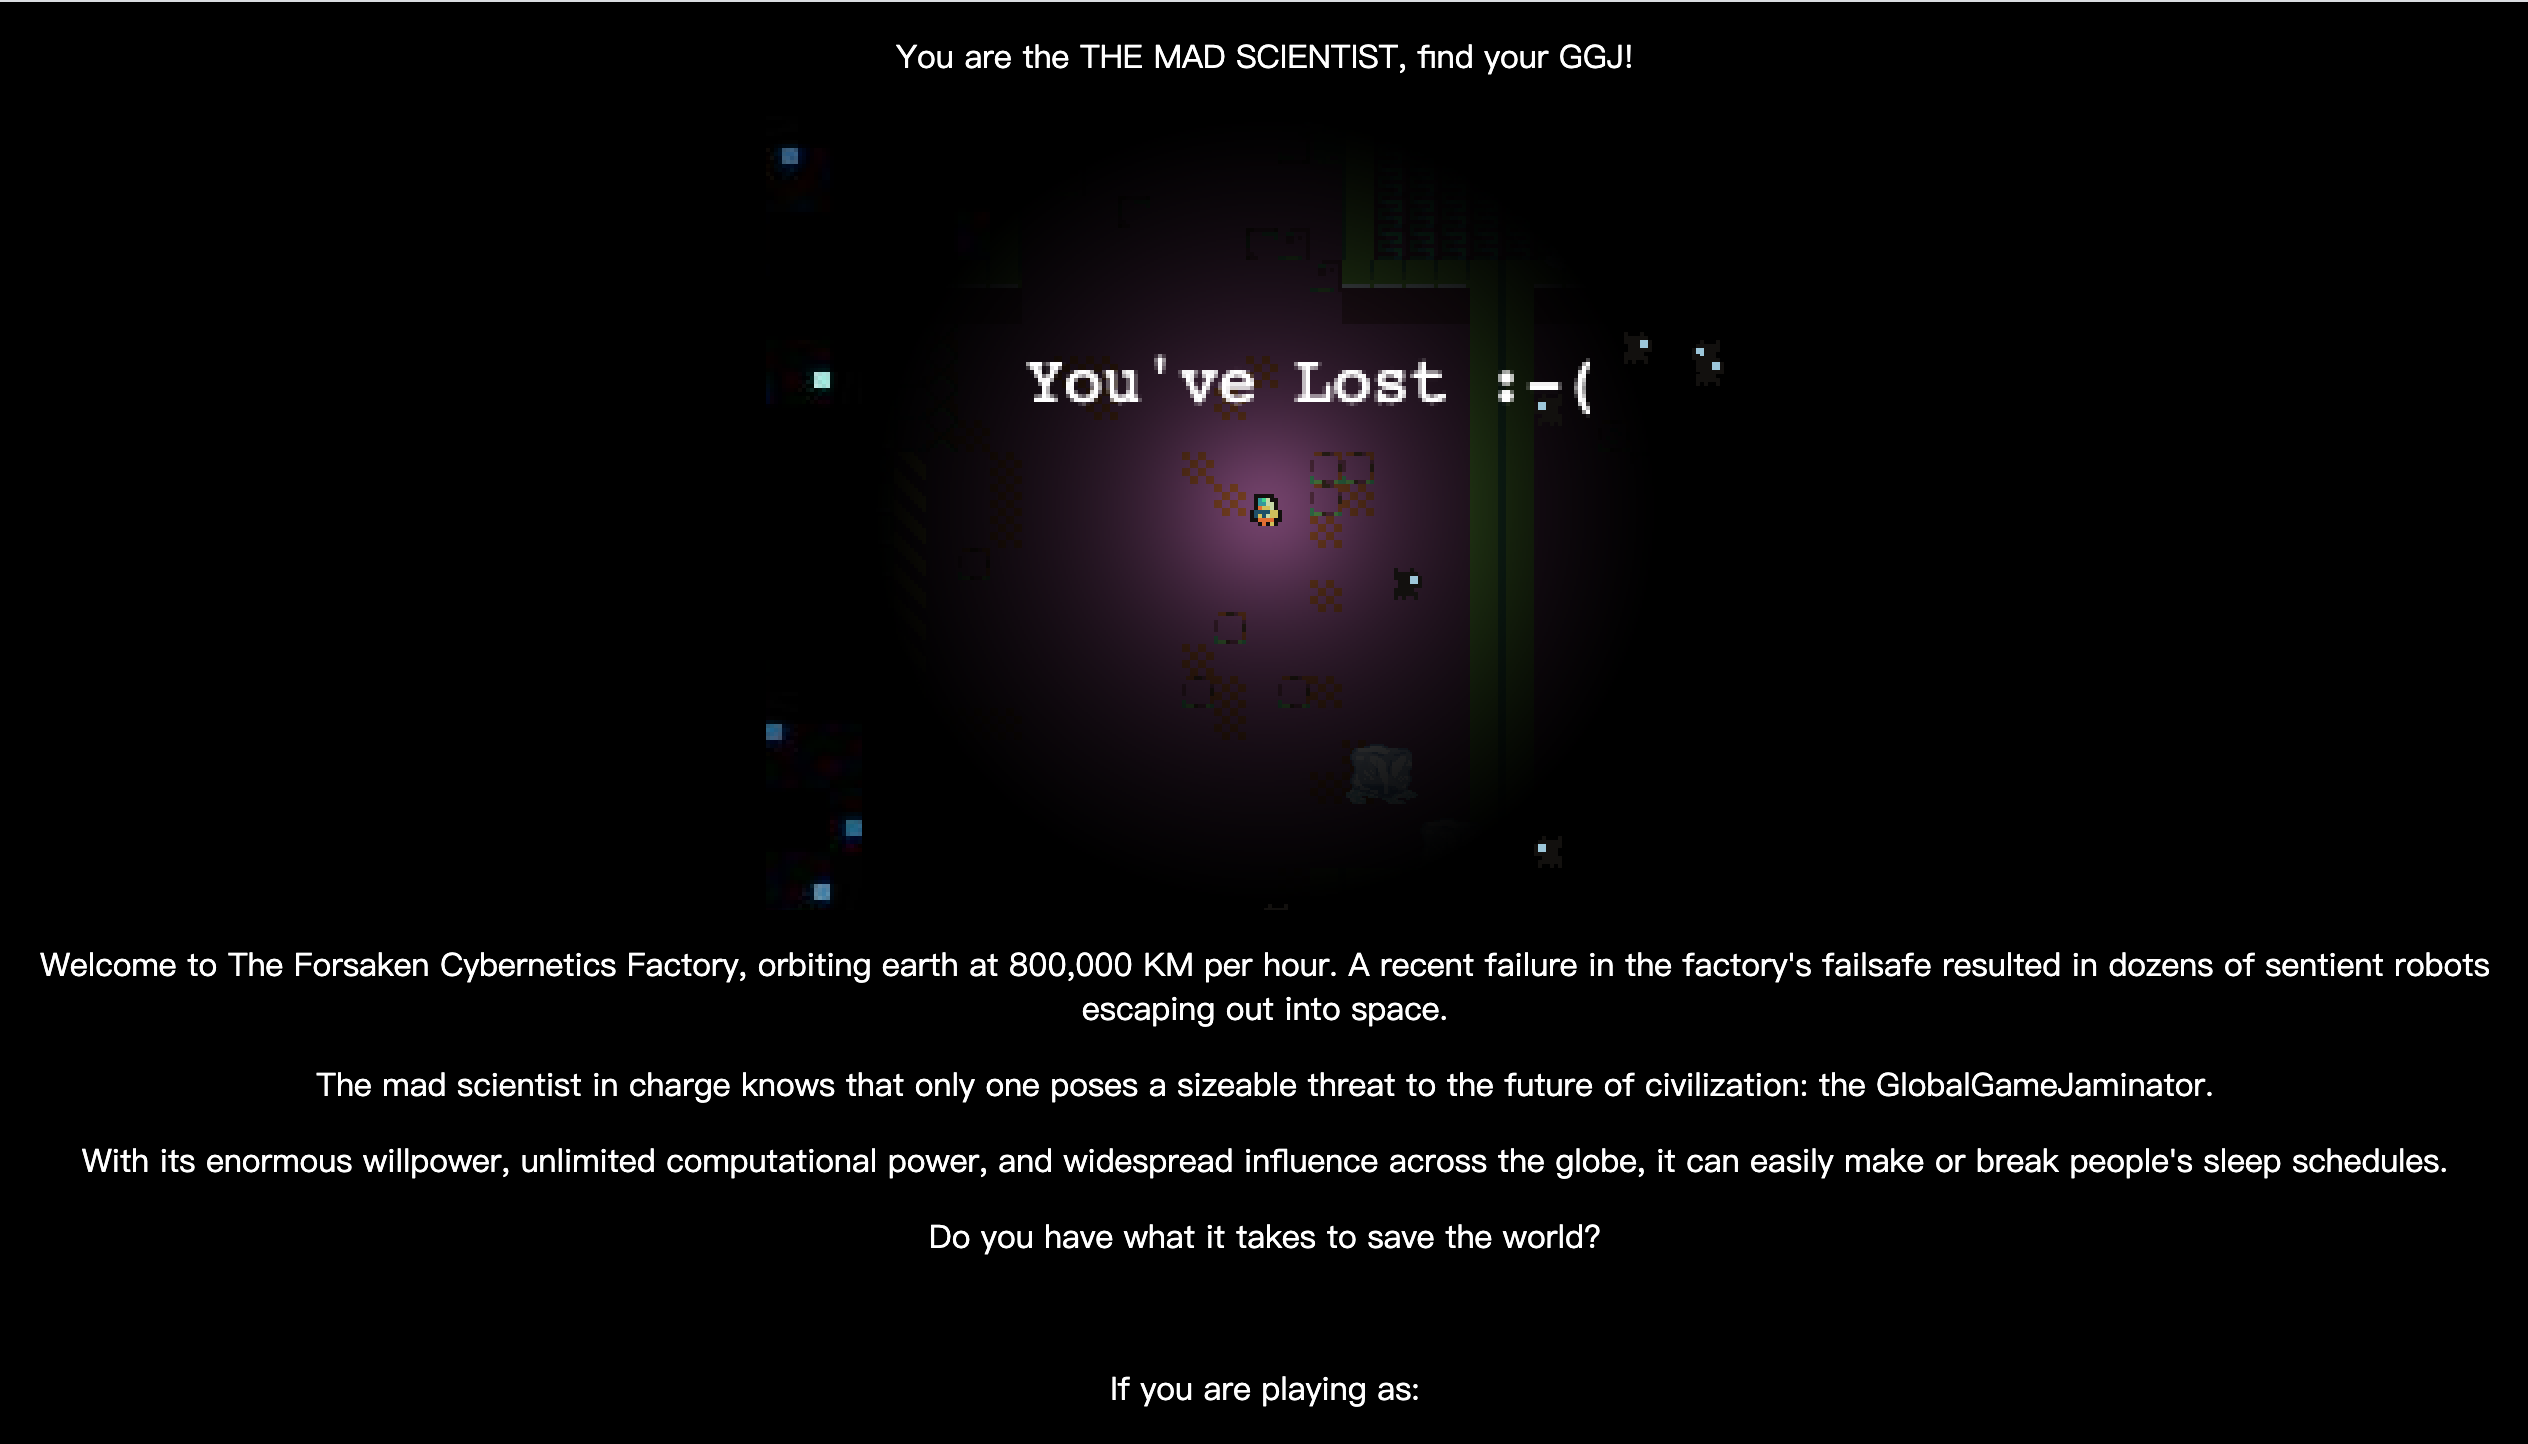 You are the THE MAD SCIENTIST, find your GGJ!
You've Lost :-(
Welcome to The Forsaken Cybernetics Factory, orbiting earth at 800,000 KM per hour. A recent failure in the factory's failsafe resulted in dozens of sentient robots
escaping out into space.
The mad scientist in charge knows that only one poses a sizeable threat to the future of civilization: the GlobalGameJaminator.
With its enormous willpower, unlimited computational power, and widespread influence across the globe, it can easily make or break people's sleep schedules.
Do you have what it takes to save the world?
If you are playing as: